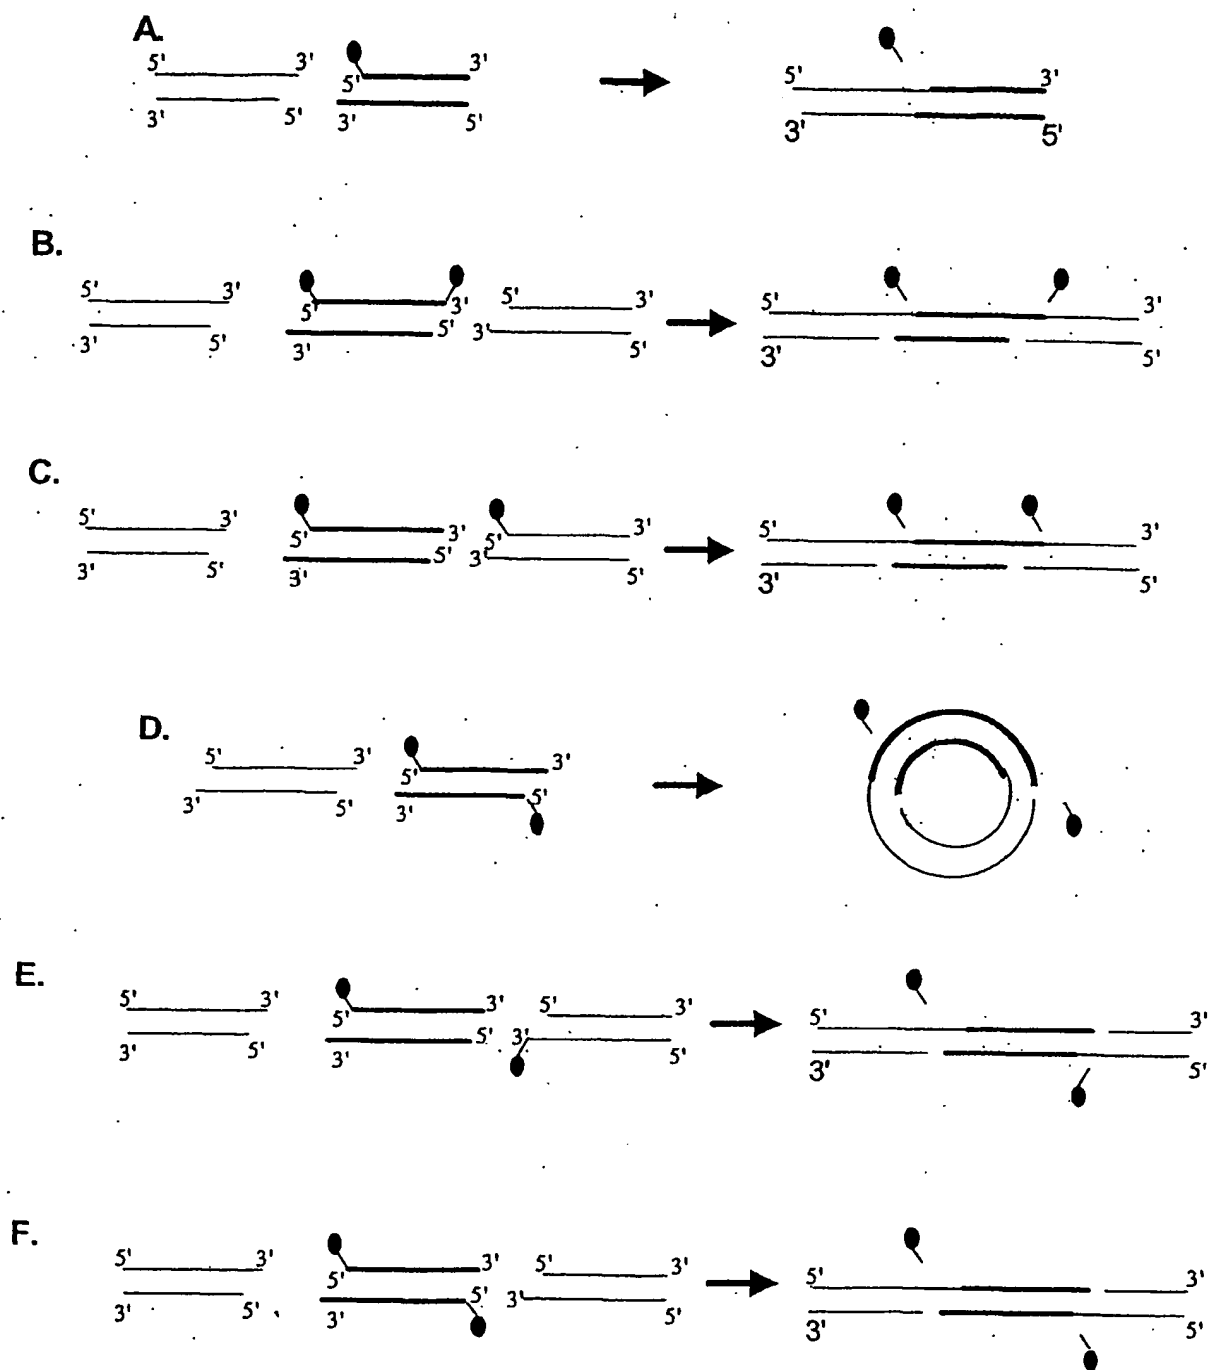 A.
5' 3' 5' 3' 5' 3'
3' 5' 3' 5' 3' 5'
B.
5' 3' 5' 3' 5' 3' 5' 3'
3' 5' 3' 5' 3' 5' 3' 5'
C.
5' 3' 5' 3' 5' 3' 5' 3'
3' 5' 3' 5' 3' 5' 3' 5'
D.
5' 3' 5' 3'
3' 5' 3' 5'
E.
5' 3' 5' 3' 5' 3' 5' 3'
3' 5' 3' 5' 3' 5' 3' 5'
F.
5' 3' 5' 3' 5' 3' 5' 3'
3' 5' 3' 5' 3' 5' 3' 5'